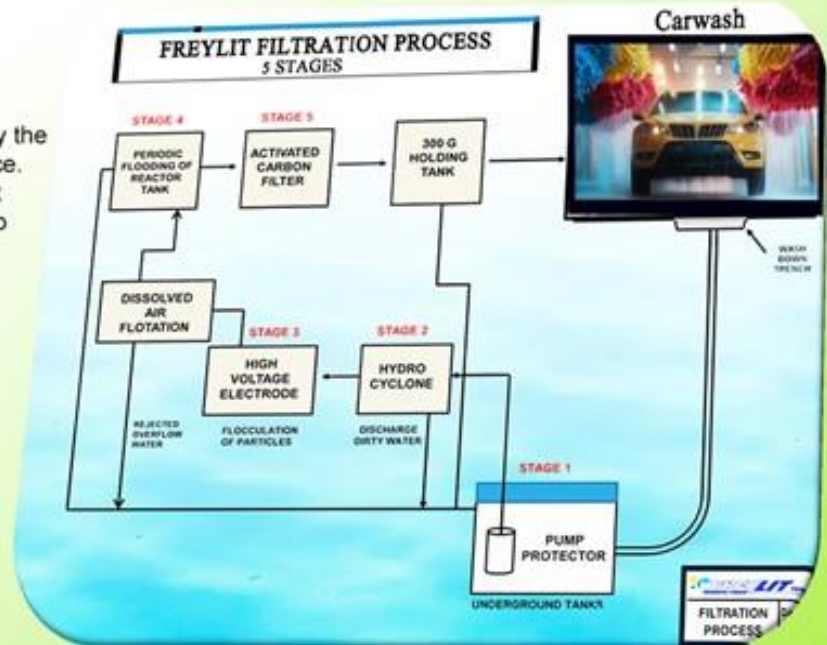 y the
ce.
Carwash
FREYLIT FILTRATION PROCESS
5 STAGES
STAGE 4
PERIODIC
FLOODING OF
REACTOR
TANK
STAGE 5
ACTIVATED
CARBON
FILTER
300 G
HOLDING
TANK
WASH
DOWN
TRENCH
DISSOLVED
AIR
FLOTATION
STAGE 3
HIGH
VOLTAGE
ELECTRODE
STAGE 2
HYDRO
CYCLONE
REJECTED
OVERFLOW
WATER
FLOCCULATION
OF PARTICLES
DISCHARGE
DIRTY WATER
STAGE 1
PUMP
PROTECTOR
UNDERGROUND TANKS
LIT
FILTRATION
PROCESS